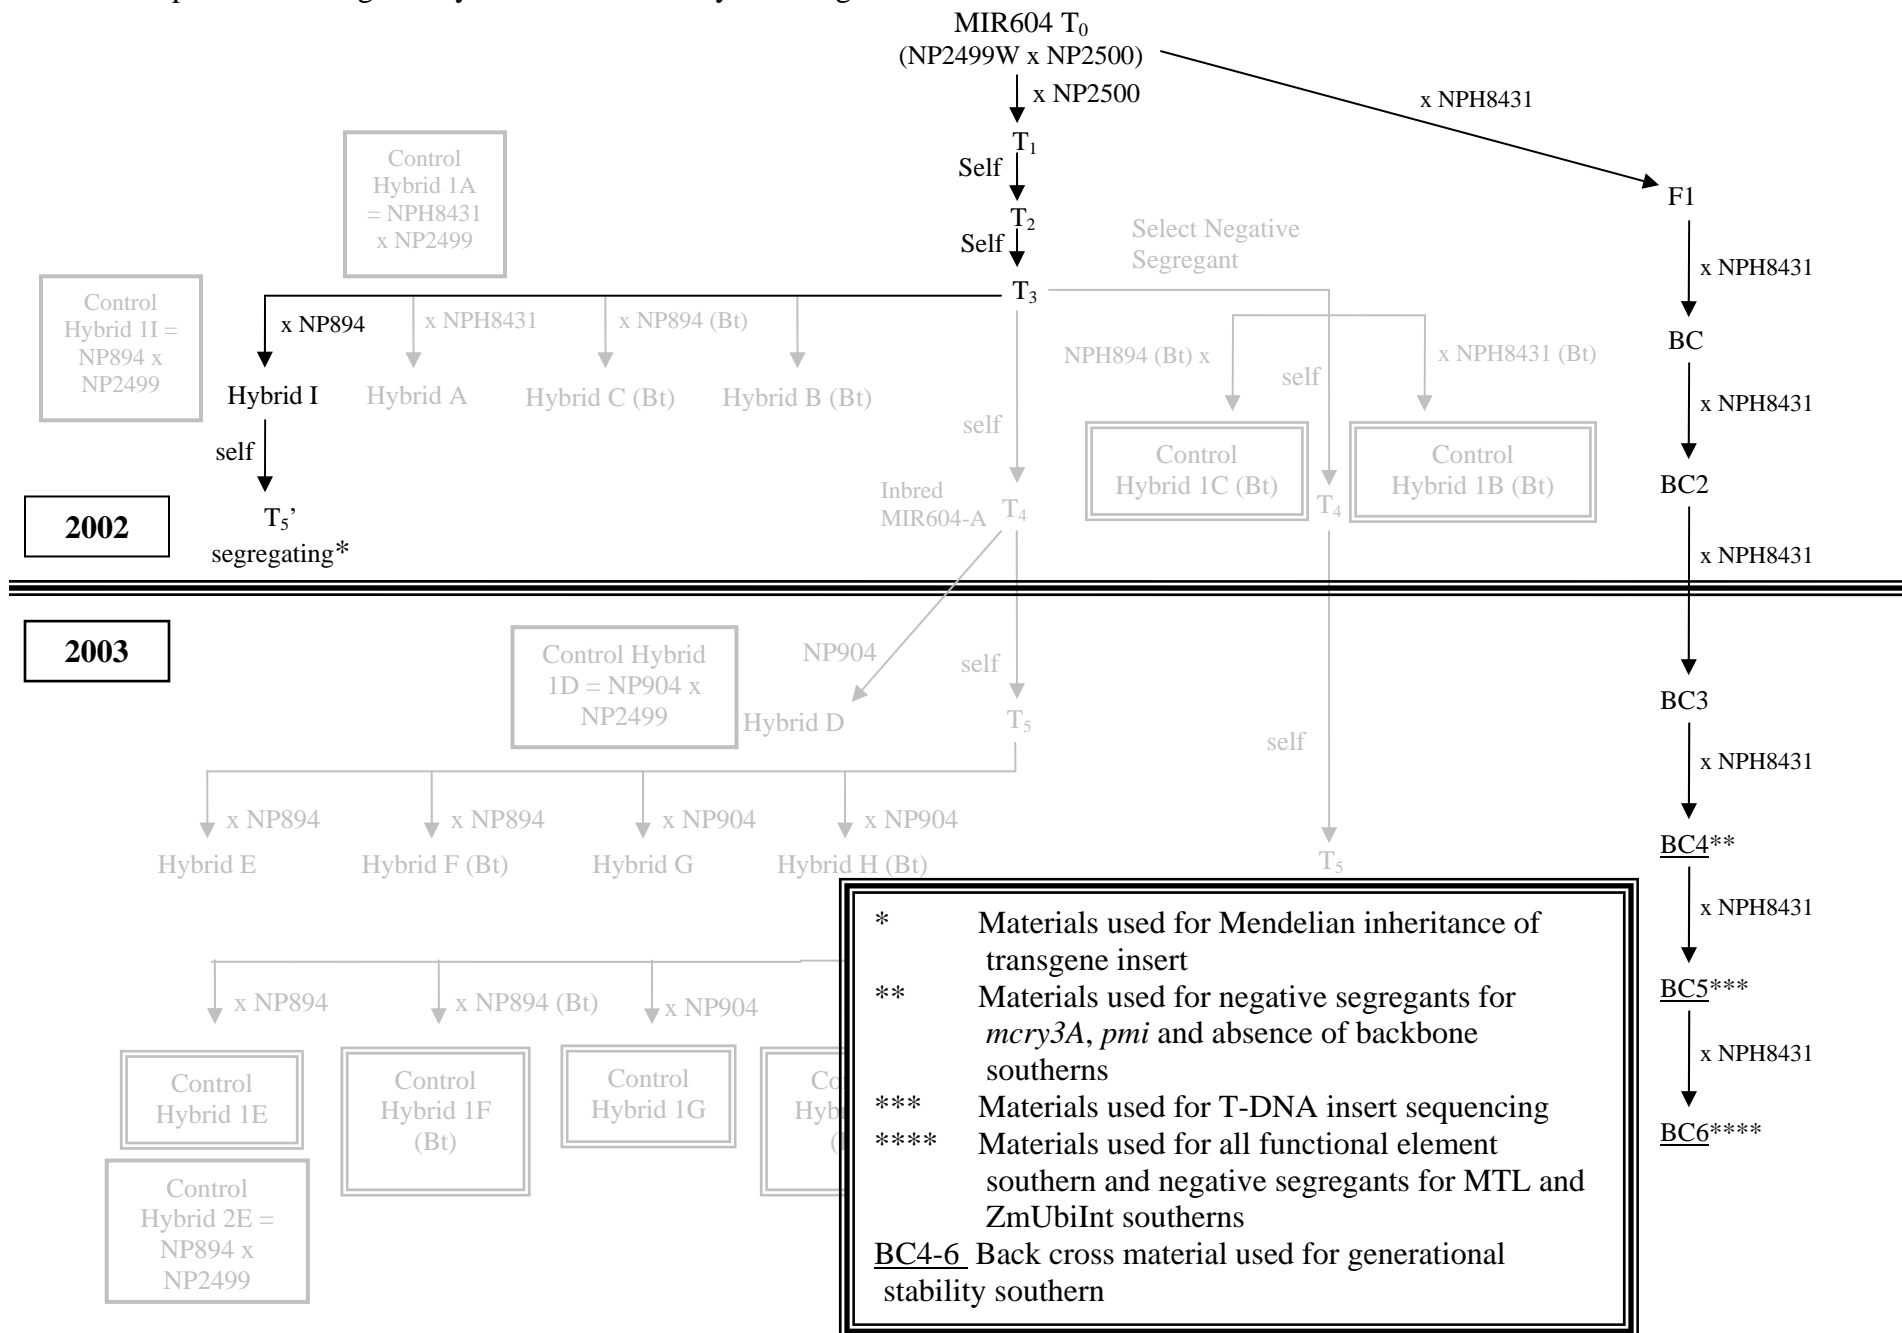 MIR604 T₀
(NP2499W x NP2500)
x NP2500
x NPH8431
T₁
Self
T₂
Self
T₃
F1
x NPH8431
BC
x NPH8431
BC2
x NPH8431
Control
Hybrid 1A
= NPH8431
x NP2499
Select Negative
Segregant
Control
Hybrid 1I =
NP894 x
NP2499
x NP894
x NPH8431
x NP894 (Bt)
NPH894 (Bt) x
x NPH8431 (Bt)
self
Hybrid I
Hybrid A
Hybrid C (Bt)
Hybrid B (Bt)
self
self
Control
Hybrid 1C (Bt)
Control
Hybrid 1B (Bt)
Inbred
MIR604-A
T₄
T₄
2002
T₅’
segregating*
2003
Control Hybrid
1D = NP904 x
NP2499
NP904
self
Hybrid D
T₅
self
BC3
x NPH8431
x NP894
x NP894
x NP904
x NP904
Hybrid E
Hybrid F (Bt)
Hybrid G
Hybrid H (Bt)
T₅
BC4**
x NPH8431
BC5***
x NPH8431
BC6****
x NP894
x NP894 (Bt)
x NP904
Control
Hybrid 1E
Control
Hybrid 1F
(Bt)
Control
Hybrid 1G
Co
Hyb
(
Control
Hybrid 2E =
NP894 x
NP2499
* Materials used for Mendelian inheritance of
transgene insert
** Materials used for negative segregants for
mcry3A, pmi and absence of backbone
southerns
*** Materials used for T-DNA insert sequencing
**** Materials used for all functional element
southern and negative segregants for MTL and
ZmUbiInt southerns
BC4-6 Back cross material used for generational
stability southern